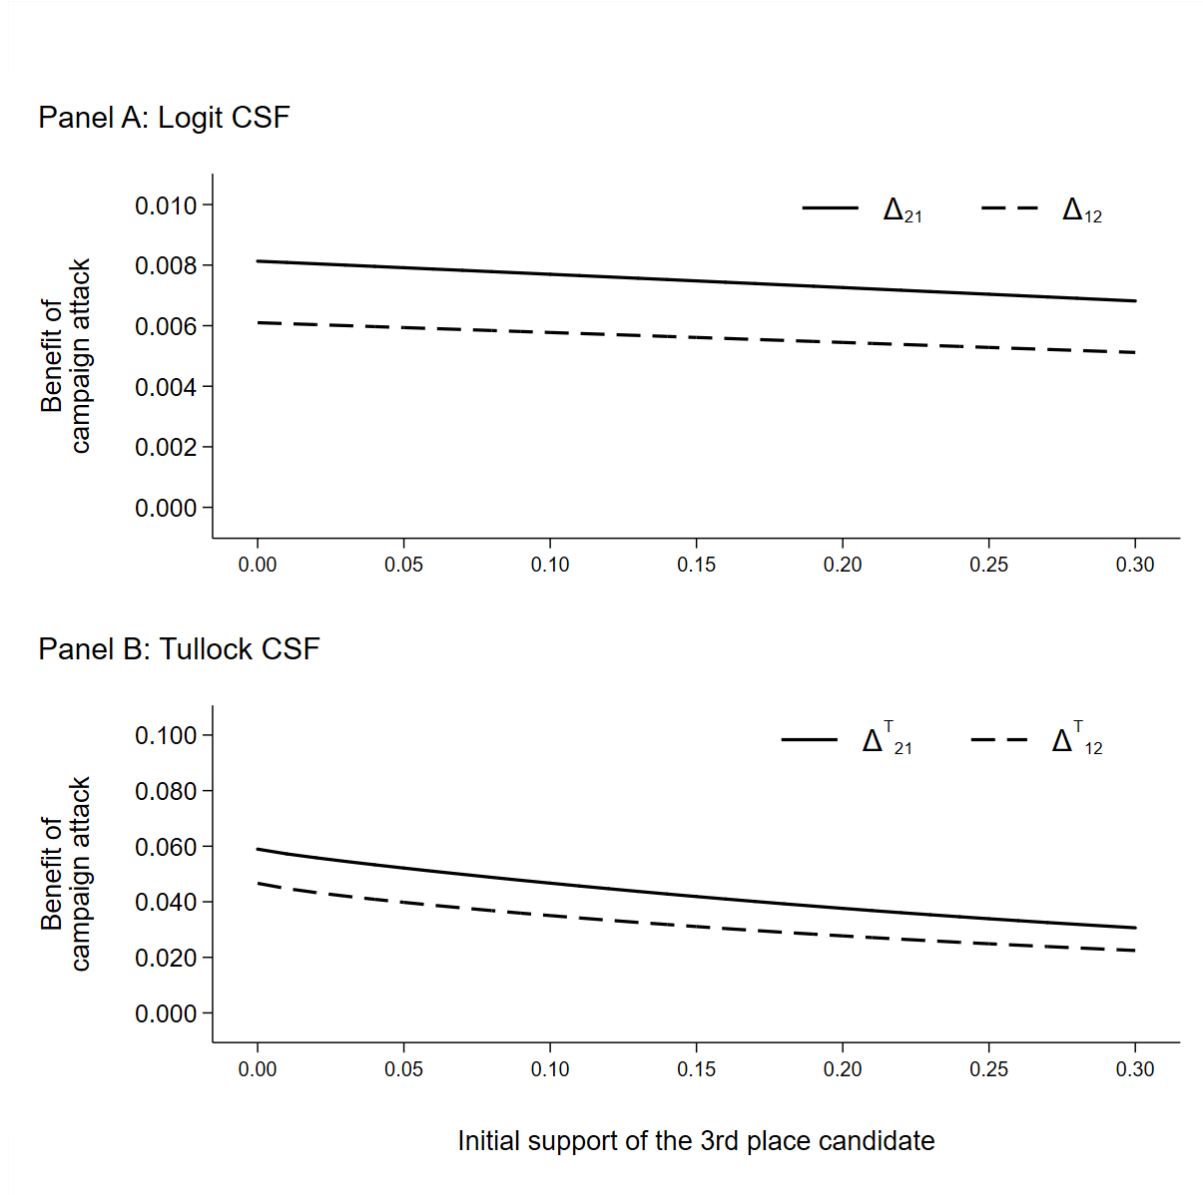 Panel A: Logit CSF
Δ21
Δ12
Benefit of
campaign attack
0.010
0.008
0.006
0.004
0.002
0.000
0.00 0.05 0.10 0.15 0.20 0.25 0.30
Panel B: Tullock CSF
ΔT21
ΔT12
Benefit of
campaign attack
0.100
0.080
0.060
0.040
0.020
0.000
0.00 0.05 0.10 0.15 0.20 0.25 0.30
Initial support of the 3rd place candidate